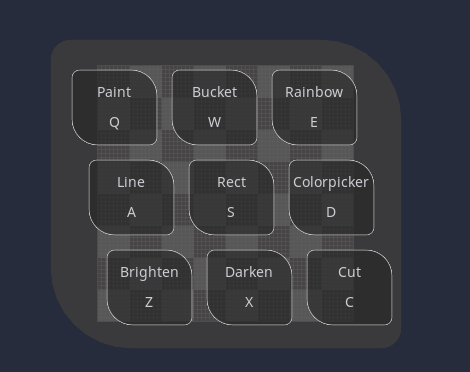 Paint
Q
Bucket
W
Rainbow
E
Line
A
Rect
S
Colorpicker
D
Brighten
Z
Darken
X
Cut
C